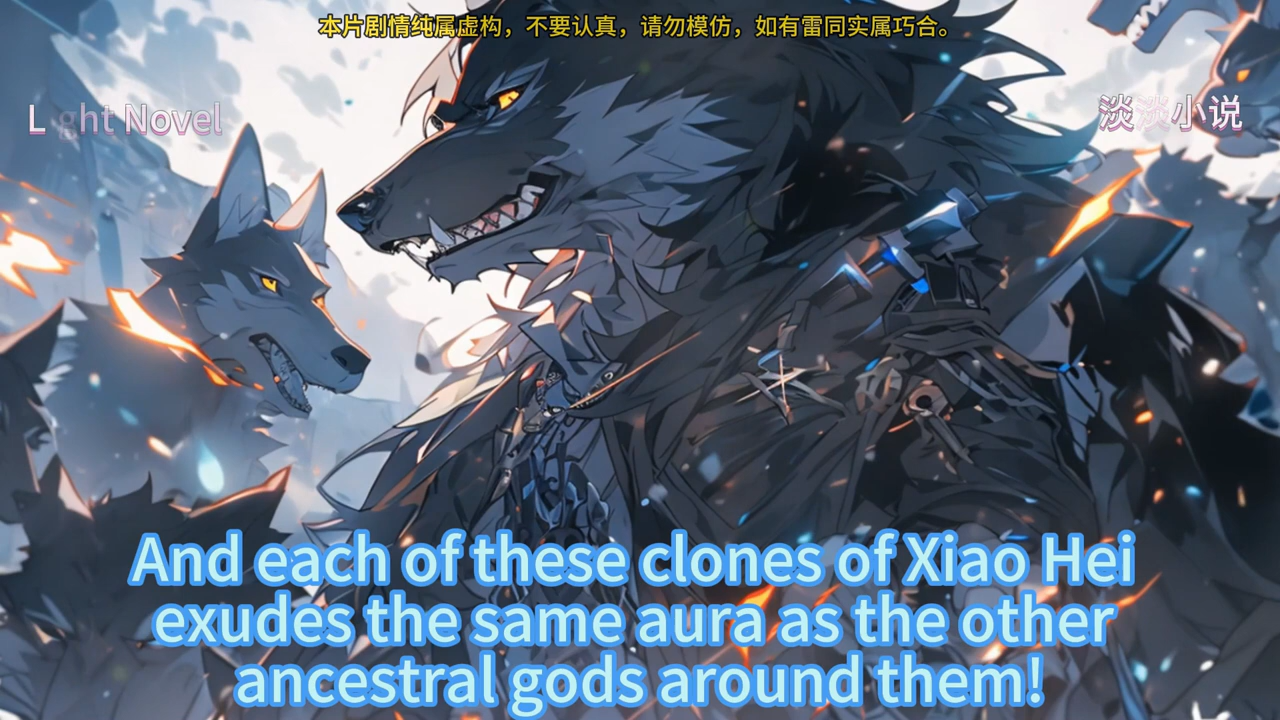 本片剧情纯属虚构，不要认真，请勿模仿，如有雷同实属巧合。
Light Novel
淡淡小说
And each of these clones of Xiao Hei
exudes the same aura as the other
ancestral gods around them!